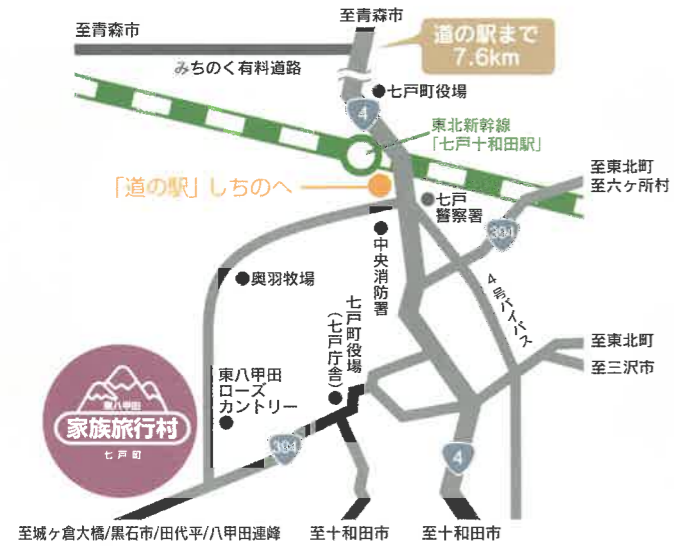 至青森市
至青森市
道の駅まで
7.6km
みちのく有料道路
七戸町役場
4
東北新幹線
「七戸十和田駅」
至東北町
至六ヶ所村
「道の駅」しちのへ
七戸
警察署
394
中央消防署
奥羽牧場
4号バイパス
七戸町役場
(七戸庁舎)
至東北町
至三沢市
東八甲田
ローズ
カントリー
東八甲田
家族旅行村
七戸町
394
4
至城ヶ倉大橋/黒石市/田代平/八甲田連峰
至十和田市
至十和田市